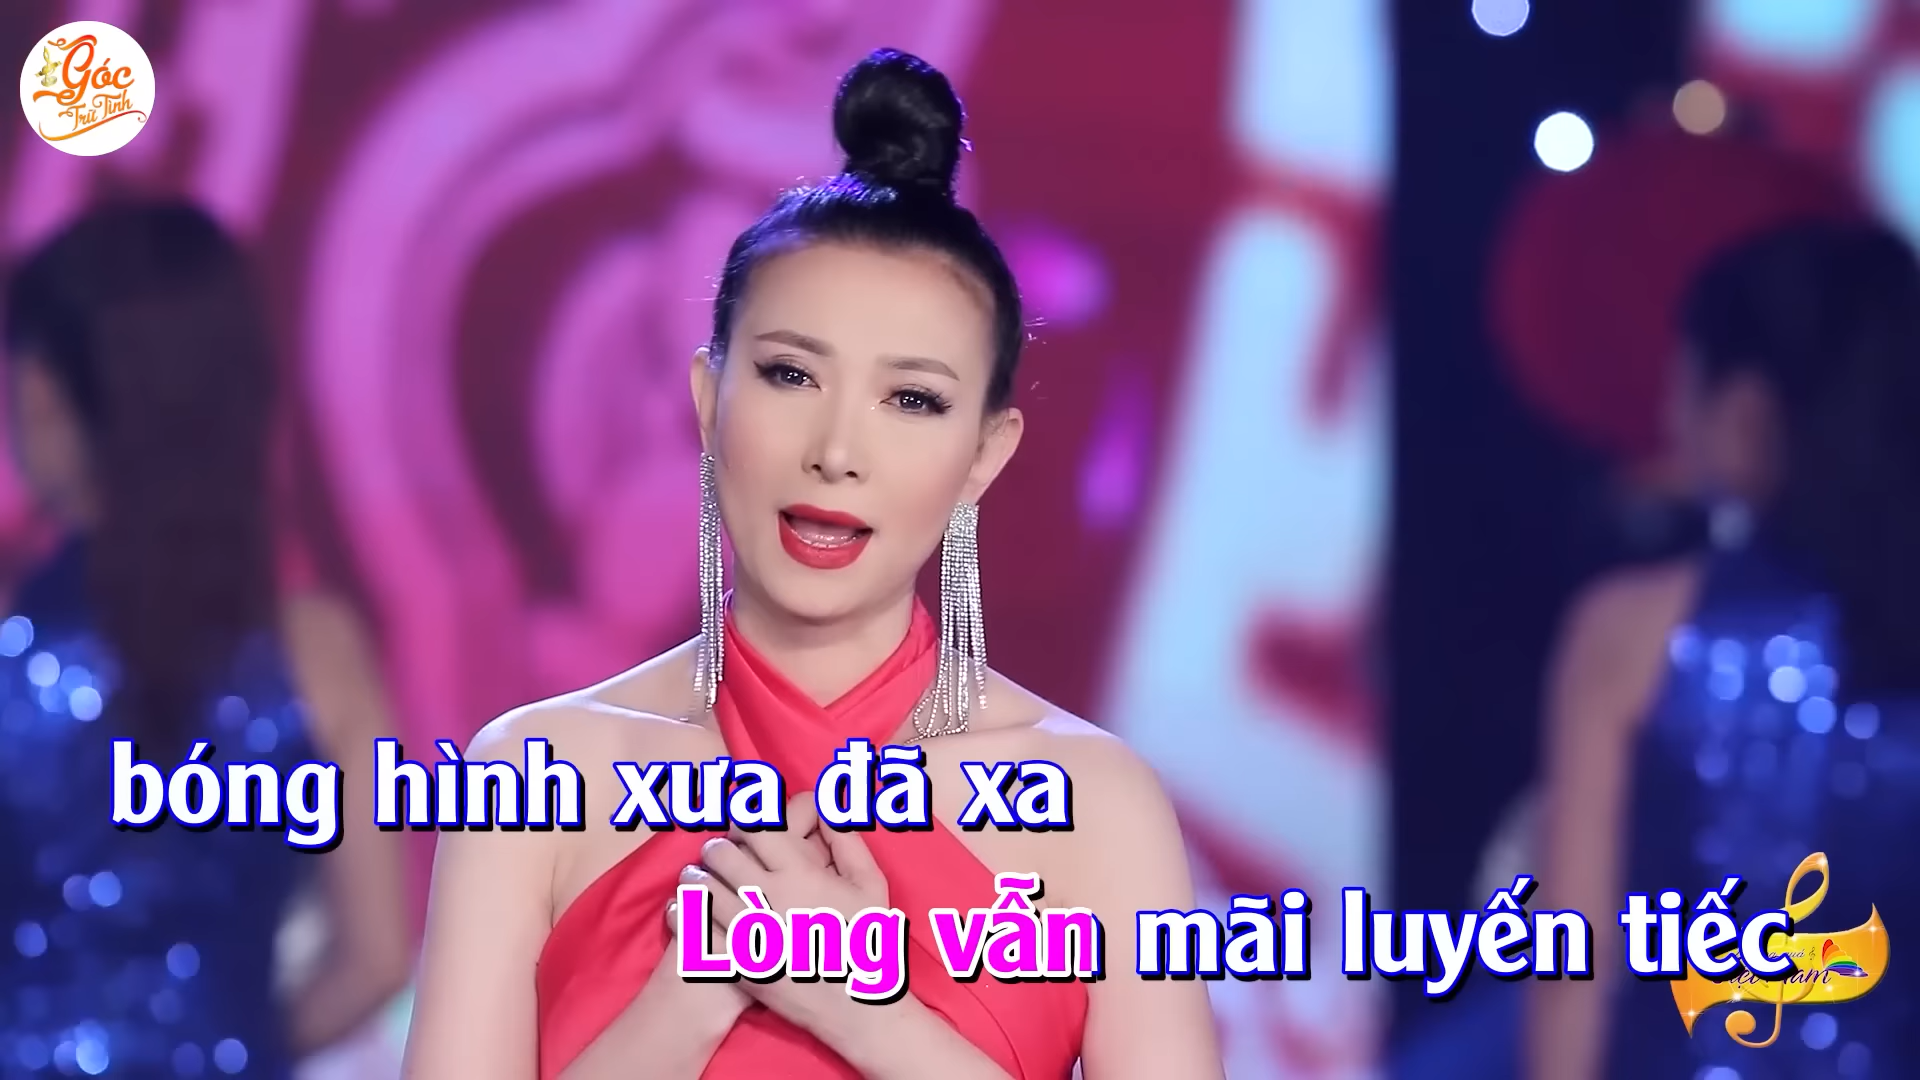 Góc
Trữ Tình
bóng hình xưa đã xa
Lòng vẫn mãi luyến tiếc